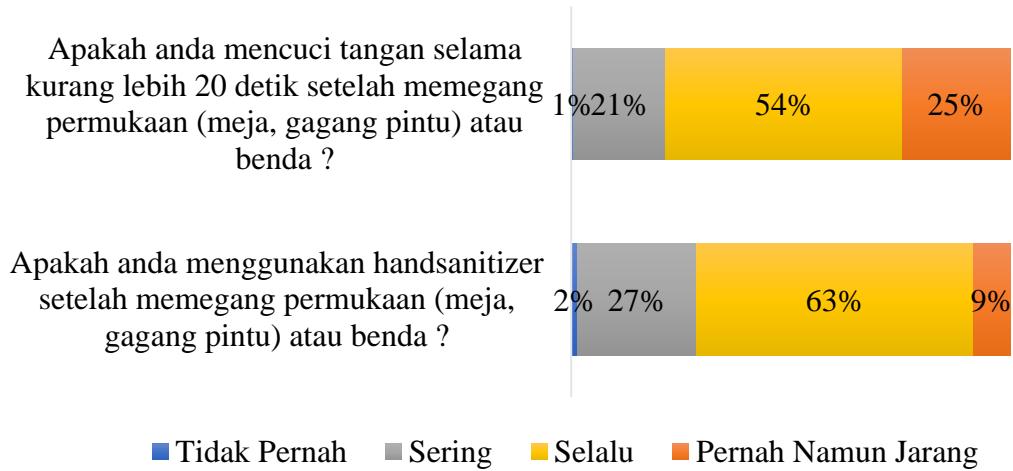 Apakah anda mencuci tangan selama
kurang lebih 20 detik setelah memegang
permukaan (meja, gagang pintu) atau
benda ?
1% 21% 54% 25%
Apakah anda menggunakan handsanitizer
setelah memegang permukaan (meja,
gagang pintu) atau benda ?
2% 27% 63% 9%
Tidak Pernah Sering Selalu Pernah Namun Jarang